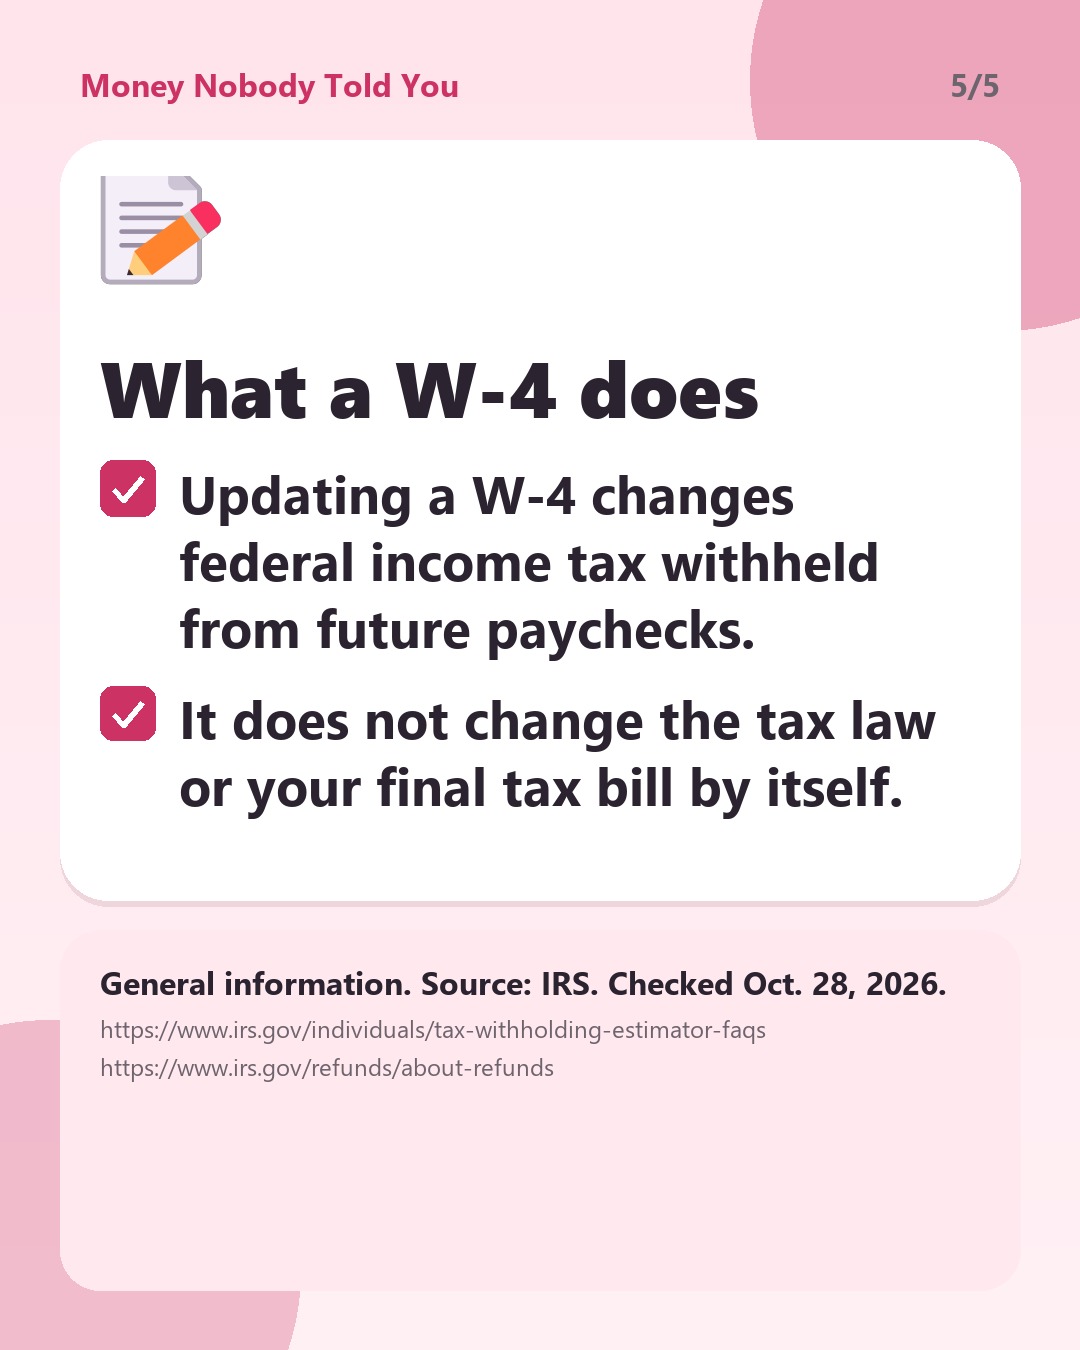 Money Nobody Told You
5/5
What a W-4 does
Updating a W-4 changes
federal income tax withheld
from future paychecks.
It does not change the tax law
or your final tax bill by itself.
General information. Source: IRS. Checked Oct. 28, 2026.
https://www.irs.gov/individuals/tax-withholding-estimator-faqs
https://www.irs.gov/refunds/about-refunds